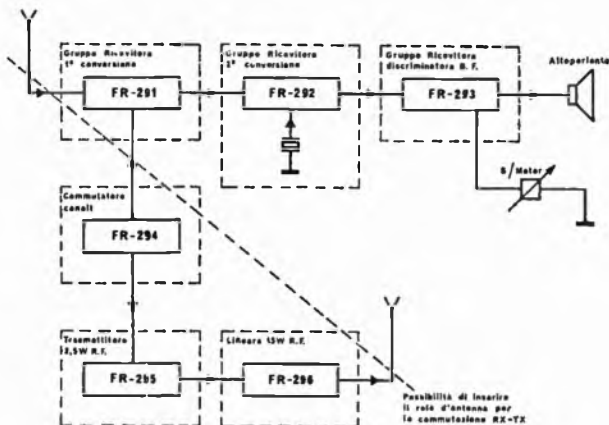 Gruppo Ricevitore
1° conversione
FR-291
Gruppo Ricevitore
2° conversione
FR-292
Gruppo Ricevitore
discriminatore B.F.
FR-293
Altoparlante
S/Meter
Commutatore
canali
FR-294
Trasmettitore
2,5W R.F.
FR-295
Lineare 15W R.F.
FR-296
Possibilità di inserire
il relè d'antenna per
la commutazione RX-TX